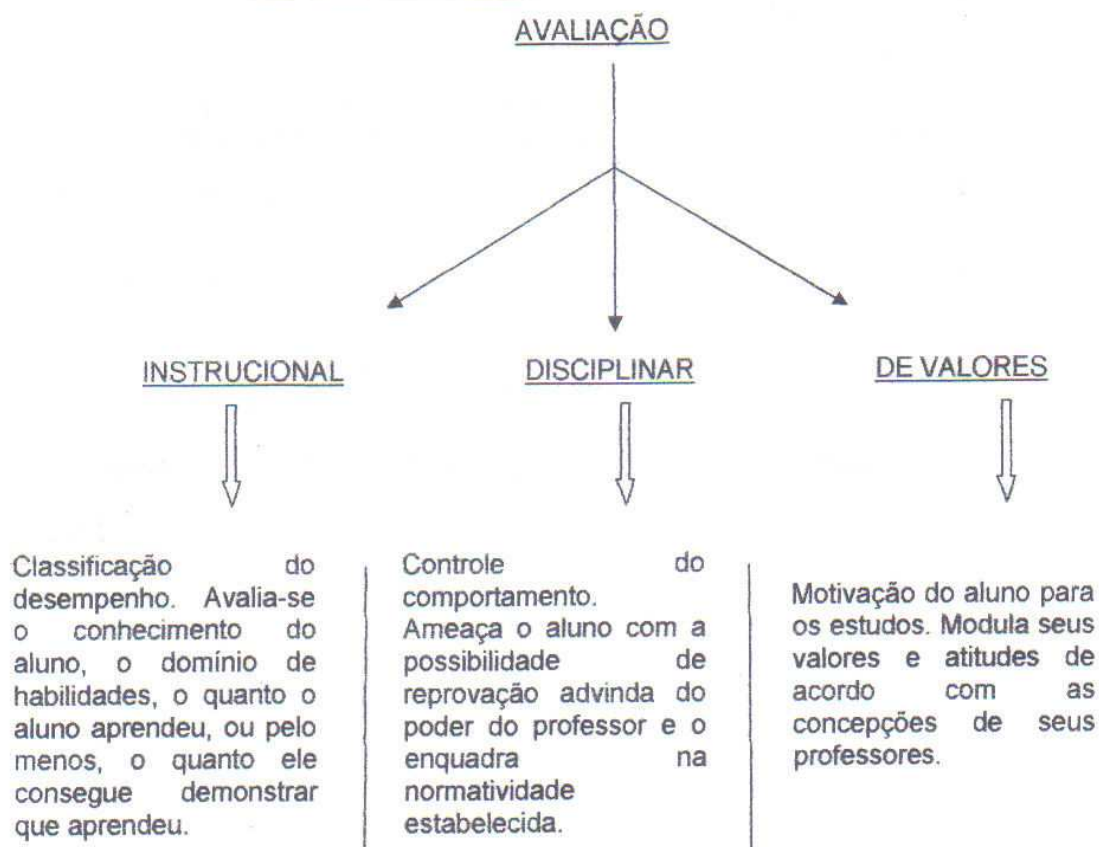 AVALIAÇÃO
INSTRUCIONAL
DISCIPLINAR
DE VALORES
Classificação do
desempenho. Avalia-se
o conhecimento do
aluno, o domínio de
habilidades, o quanto o
aluno aprendeu, ou pelo
menos, o quanto ele
consegue demonstrar
que aprendeu.
Controle do
comportamento.
Ameaça o aluno com a
possibilidade de
reprovação advinda do
poder do professor e o
enquadra na
normatividade
estabelecida.
Motivação do aluno para
os estudos. Modula seus
valores e atitudes de
acordo com as
concepções de seus
professores.